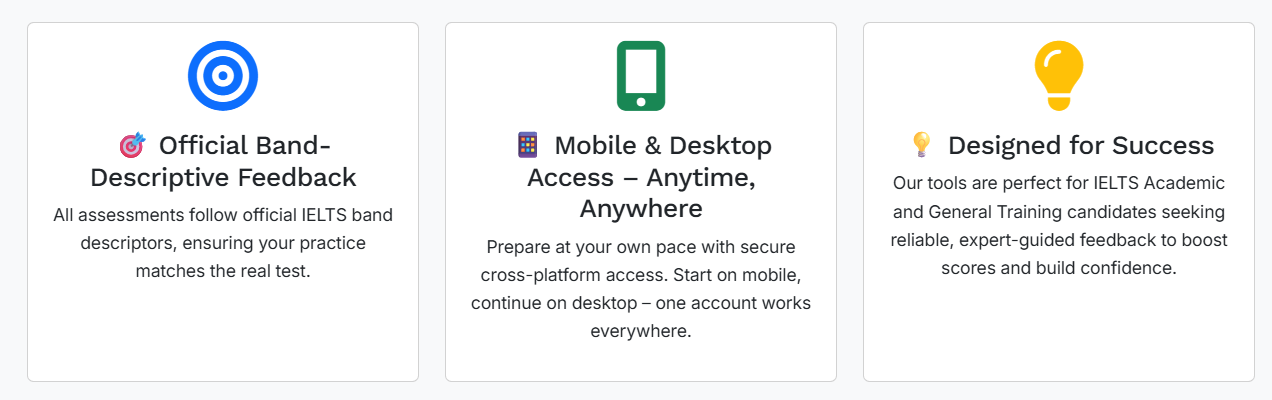 🎯 Official Band-
Descriptive Feedback
All assessments follow official IELTS band
descriptors, ensuring your practice
matches the real test.
📱 Mobile & Desktop
Access – Anytime,
Anywhere
Prepare at your own pace with secure
cross-platform access. Start on mobile,
continue on desktop – one account works
everywhere.
💡 Designed for Success
Our tools are perfect for IELTS Academic
and General Training candidates seeking
reliable, expert-guided feedback to boost
scores and build confidence.